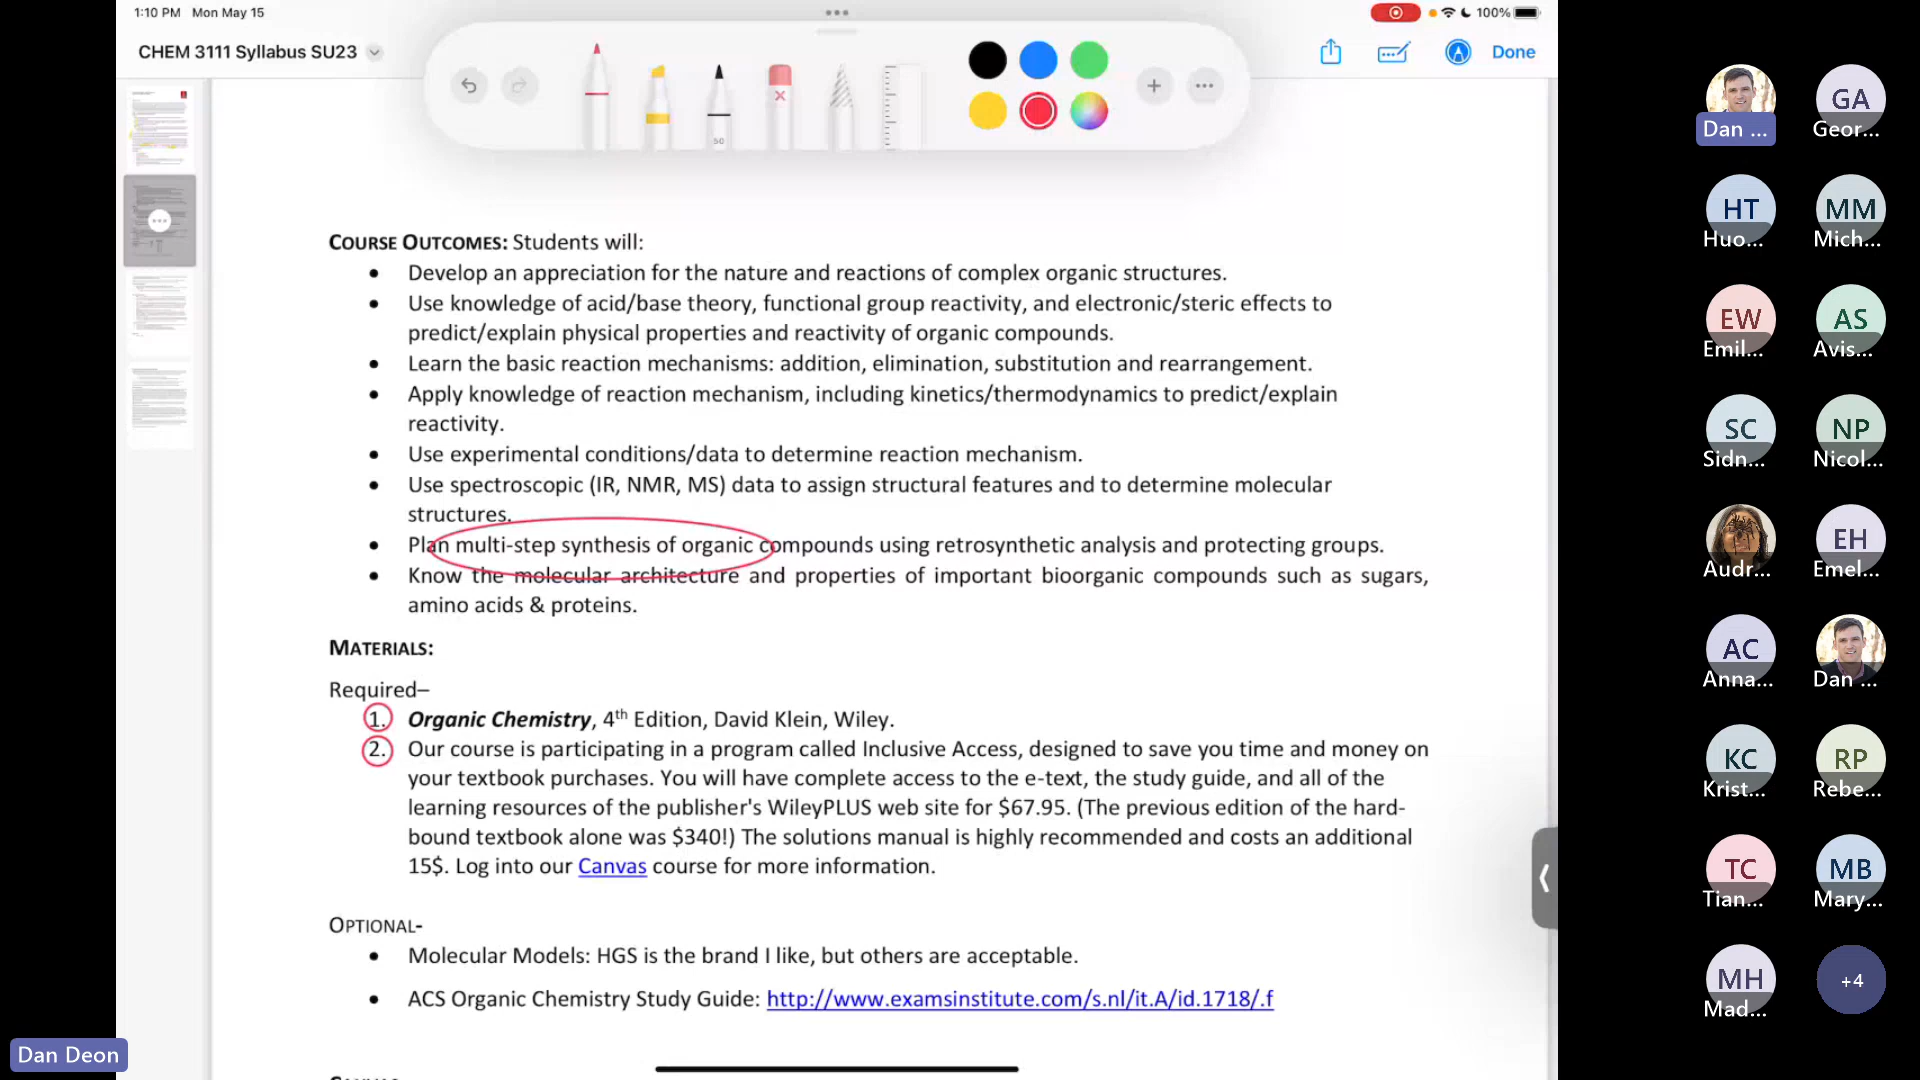 1:10 PM Mon May 15
100%
CHEM 3111 Syllabus SU23
50
Done
COURSE OUTCOMES: Students will:
• Develop an appreciation for the nature and reactions of complex organic structures.
• Use knowledge of acid/base theory, functional group reactivity, and electronic/steric effects to
predict/explain physical properties and reactivity of organic compounds.
• Learn the basic reaction mechanisms: addition, elimination, substitution and rearrangement.
• Apply knowledge of reaction mechanism, including kinetics/thermodynamics to predict/explain
reactivity.
• Use experimental conditions/data to determine reaction mechanism.
• Use spectroscopic (IR, NMR, MS) data to assign structural features and to determine molecular
structures.
• Plan multi-step synthesis of organic compounds using retrosynthetic analysis and protecting groups.
• Know the molecular architecture and properties of important bioorganic compounds such as sugars,
amino acids & proteins.
MATERIALS:
Required–
1. Organic Chemistry, 4th Edition, David Klein, Wiley.
2. Our course is participating in a program called Inclusive Access, designed to save you time and money on
your textbook purchases. You will have complete access to the e-text, the study guide, and all of the
learning resources of the publisher's WileyPLUS web site for $67.95. (The previous edition of the hard-
bound textbook alone was $340!) The solutions manual is highly recommended and costs an additional
15$. Log into our Canvas course for more information.
OPTIONAL-
• Molecular Models: HGS is the brand I like, but others are acceptable.
• ACS Organic Chemistry Study Guide: http://www.examsinstitute.com/s.nl/it.A/id.1718/.f
Dan Deon
Dan ...
GA
Geor...
HT
Huo...
MM
Mich...
EW
Emil...
AS
Avis...
SC
Sidn...
NP
Nicol...
Audr...
EH
Emel...
AC
Anna...
Dan ...
KC
Krist...
RP
Rebe...
TC
Tian...
MB
Mary...
MH
Mad...
+4